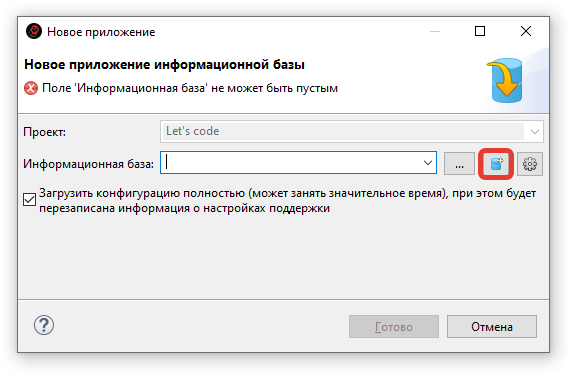 Новое приложение
Новое приложение информационной базы
Поле 'Информационная база' не может быть пустым
Проект:
Let's code
Информационная база:
...
Загрузить конфигурацию полностью (может занять значительное время), при этом будет
перезаписана информация о настройках поддержки
?
Готово
Отмена